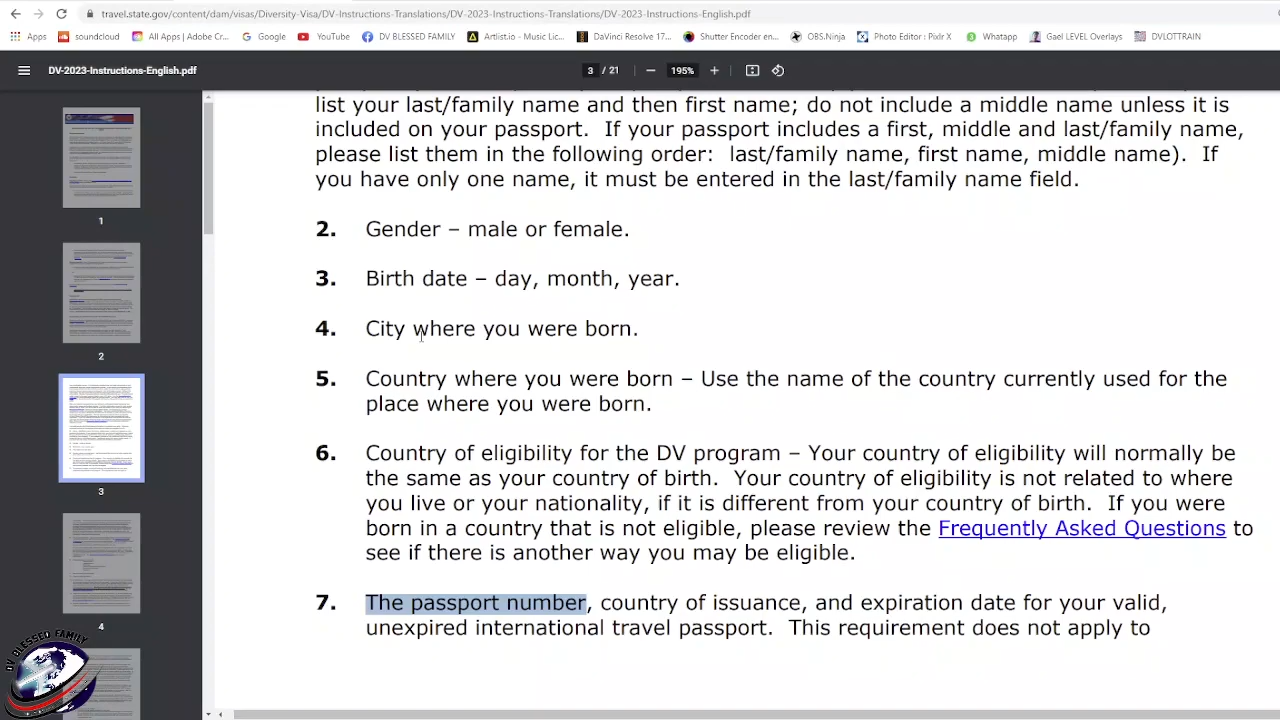 travel.state.gov/content/dam/visas/Diversity-Visa/DV-Instructions-Translations/DV-2023-Instructions-Translations/DV-2023-Instructions-English.pdf
Apps soundcloud All Apps | Adobe Cr... Google YouTube DV BLESSED FAMILY Artlist.io - Music Lic... DaVinci Resolve 17... Shutter Encoder –... OBS.Ninja Photo Editor : Pixlr X Whatapp Gael LEVEL Overlays DVLOTTRAIN
DV-2023-Instructions-English.pdf 3 / 21 195%
list your last/family name and then first name; do not include a middle name unless it is
included on your passport. If your passport includes a first, middle and last/family name,
please list them in the following order: last/family name, first name, middle name). If
you have only one name, it must be entered in the last/family name field.
2. Gender – male or female.
3. Birth date – day, month, year.
4. City where you were born.
5. Country where you were born – Use the name of the country currently used for the
place where you were born.
6. Country of eligibility for the DV program – Your country of eligibility will normally be
the same as your country of birth. Your country of eligibility is not related to where
you live or your nationality, if it is different from your country of birth. If you were
born in a country that is not eligible, please review the Frequently Asked Questions to
see if there is another way you may be eligible.
7. The passport number, country of issuance, and expiration date for your valid,
unexpired international travel passport. This requirement does not apply to
1
2
3
4
DV BLESSED FAMILY